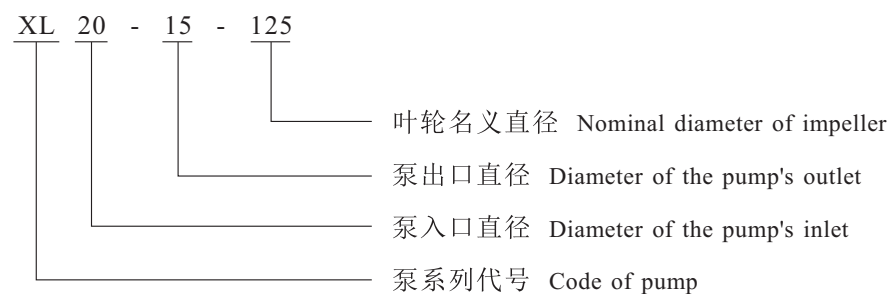 XL 20 - 15 - 125
叶轮名义直径 Nominal diameter of impeller
泵出口直径 Diameter of the pump's outlet
泵入口直径 Diameter of the pump's inlet
泵系列代号 Code of pump